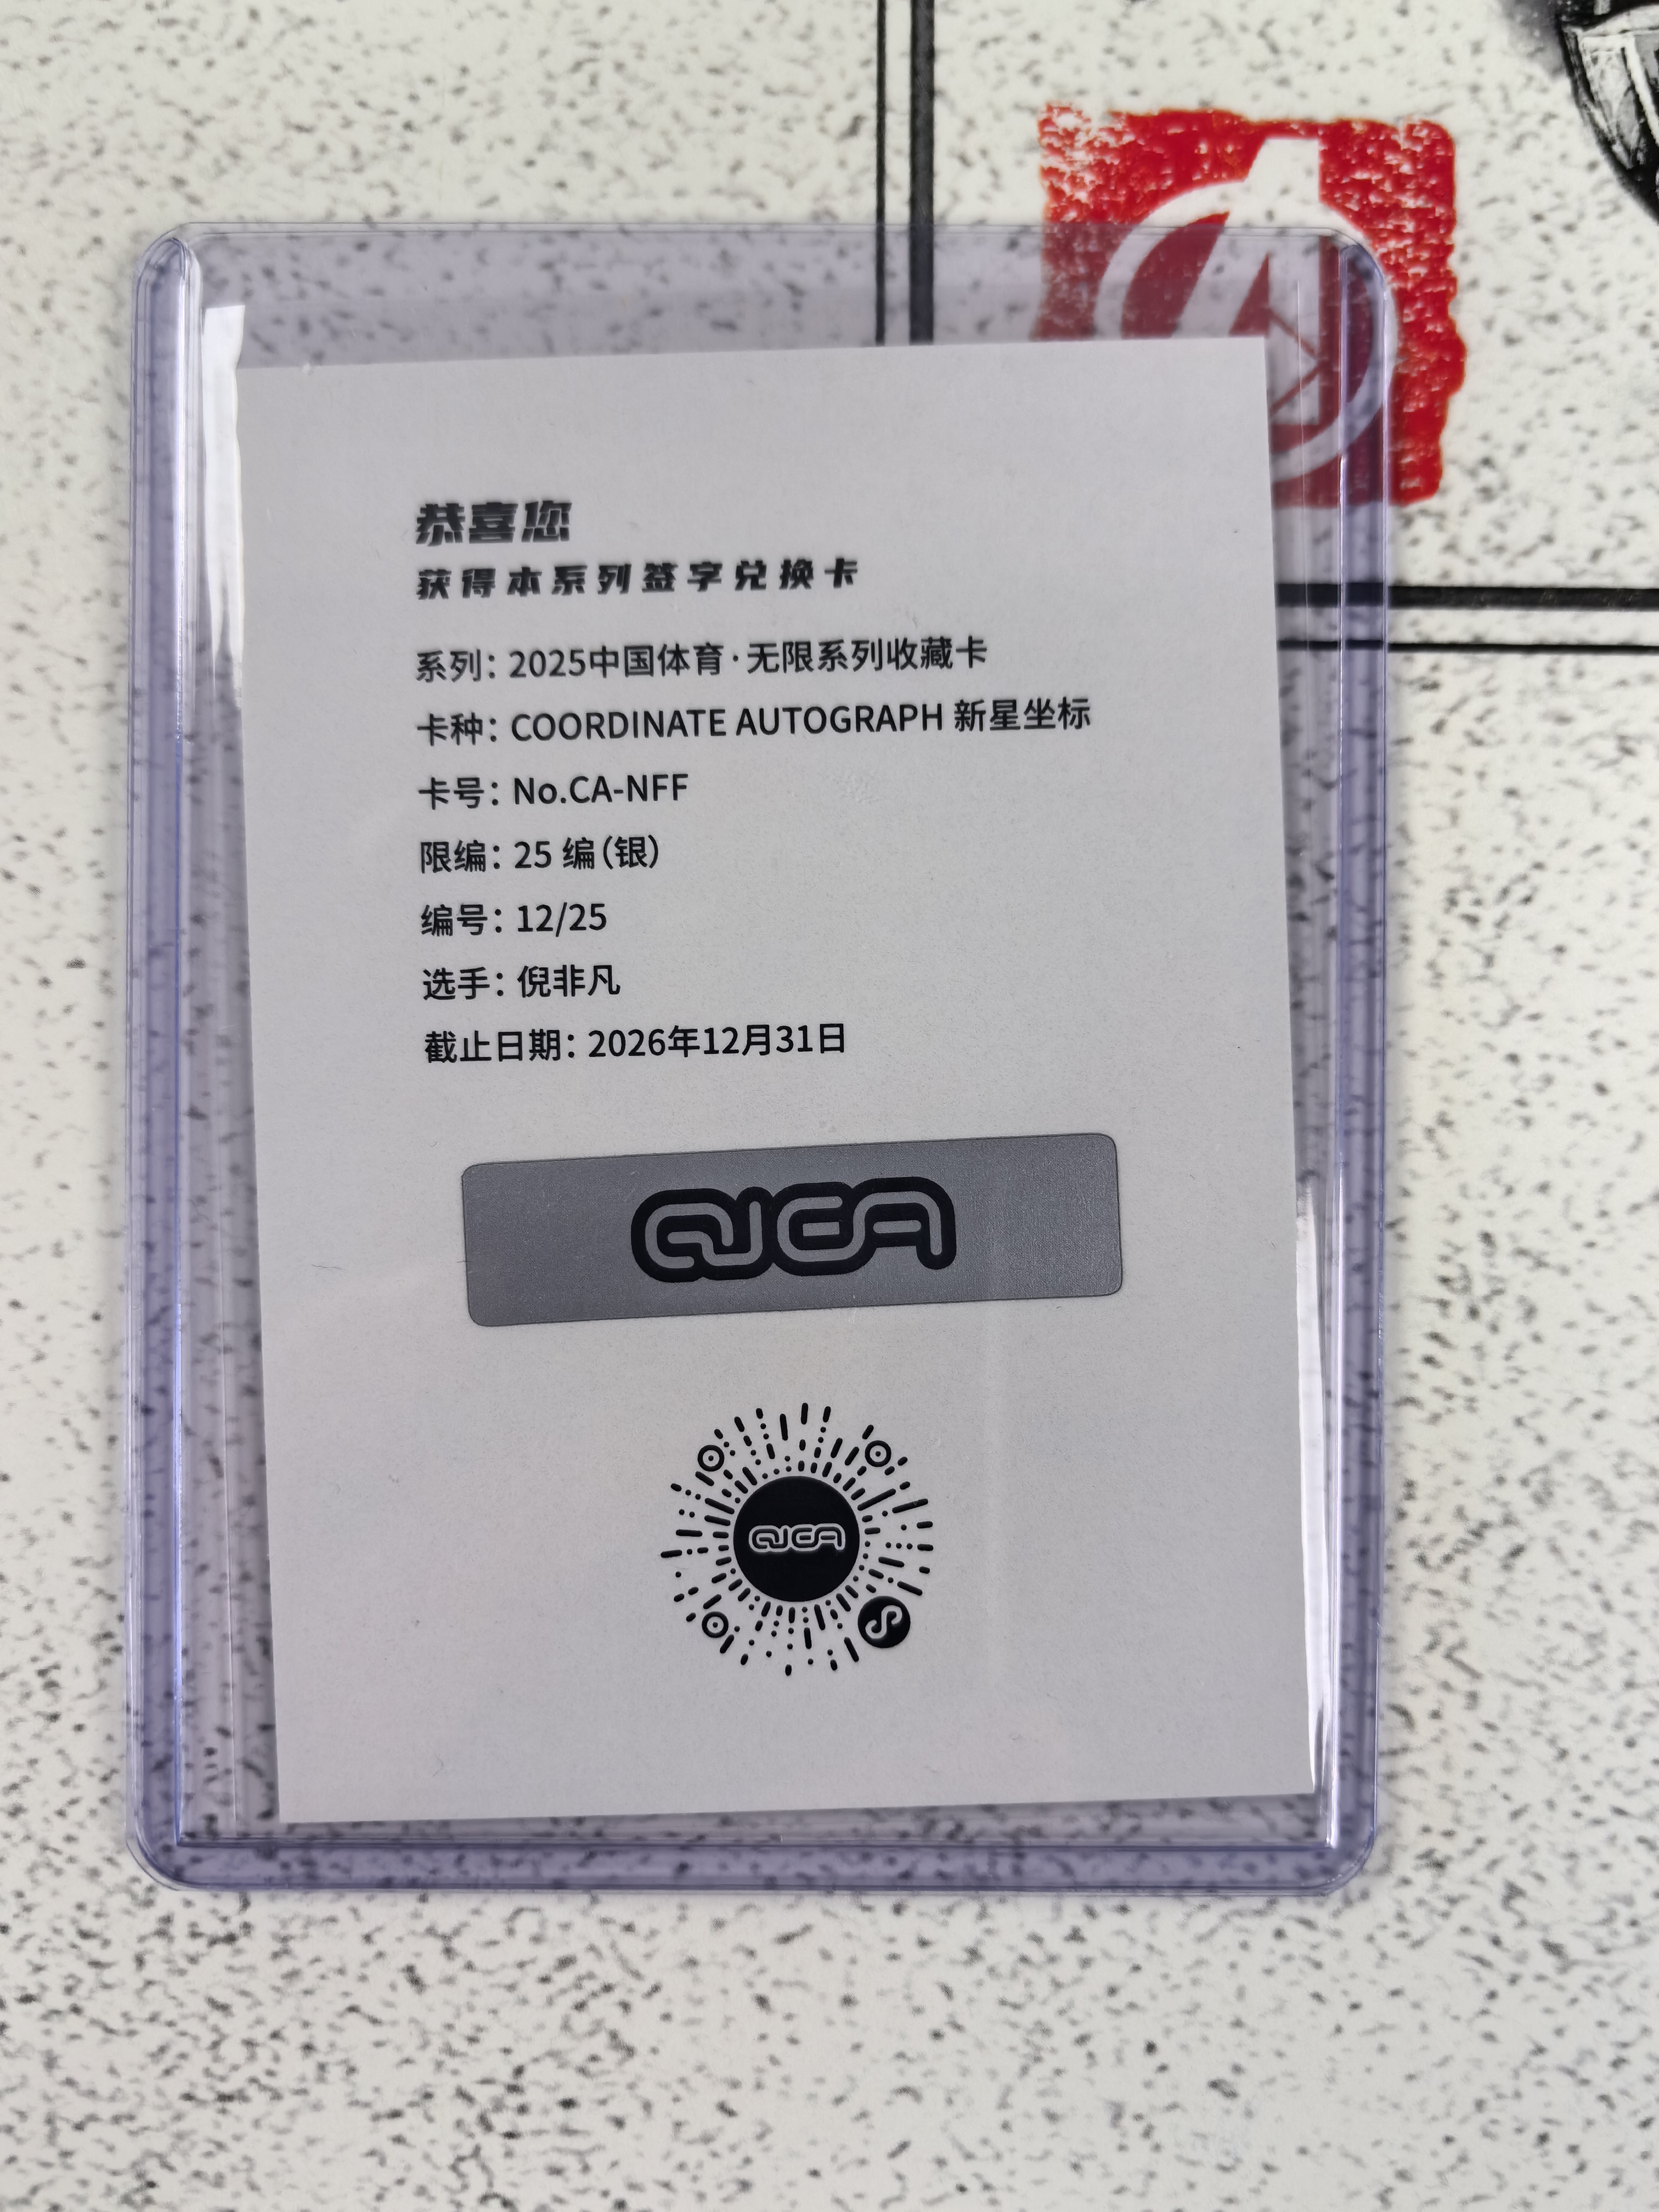 恭喜您
获得本系列签字兑换卡
系列：2025中国体育·无限系列收藏卡
卡种：COORDINATE AUTOGRAPH 新星坐标
卡号：No.CA-NFF
限编：25 编（银）
编号：12/25
选手：倪非凡
截止日期：2026年12月31日